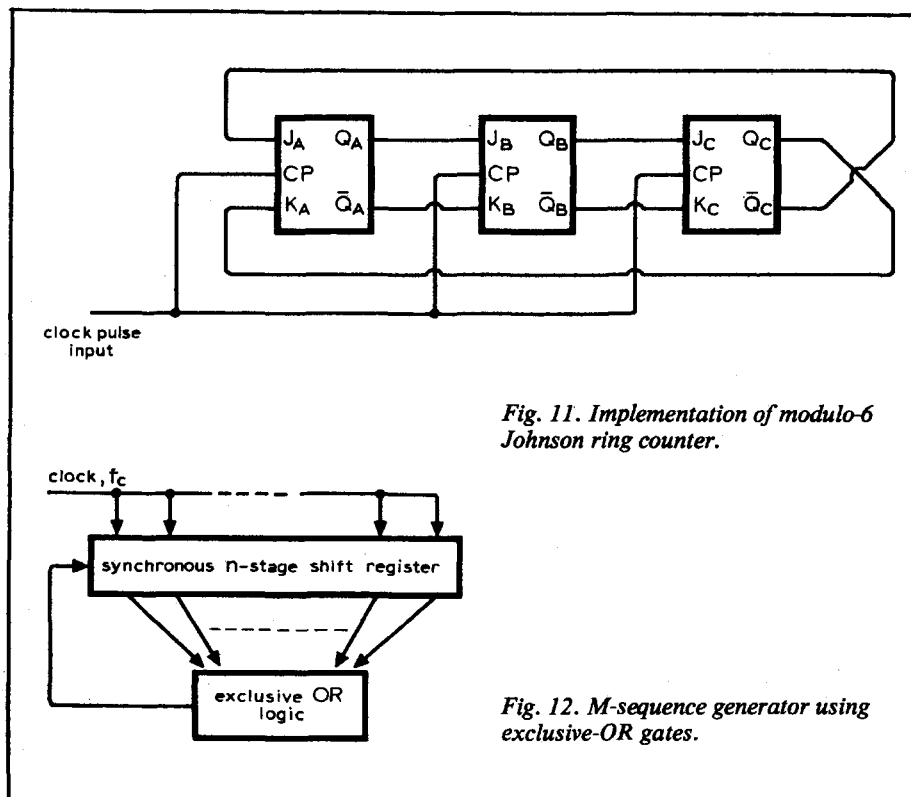 J_A Q_A J_B Q_B J_C Q_C
CP CP CP
K_A Q̄_A K_B Q̄_B K_C Q̄_C
clock pulse
input
Fig. 11. Implementation of modulo-6
Johnson ring counter.
clock, f_c
synchronous n-stage shift register
exclusive OR
logic
Fig. 12. M-sequence generator using
exclusive-OR gates.